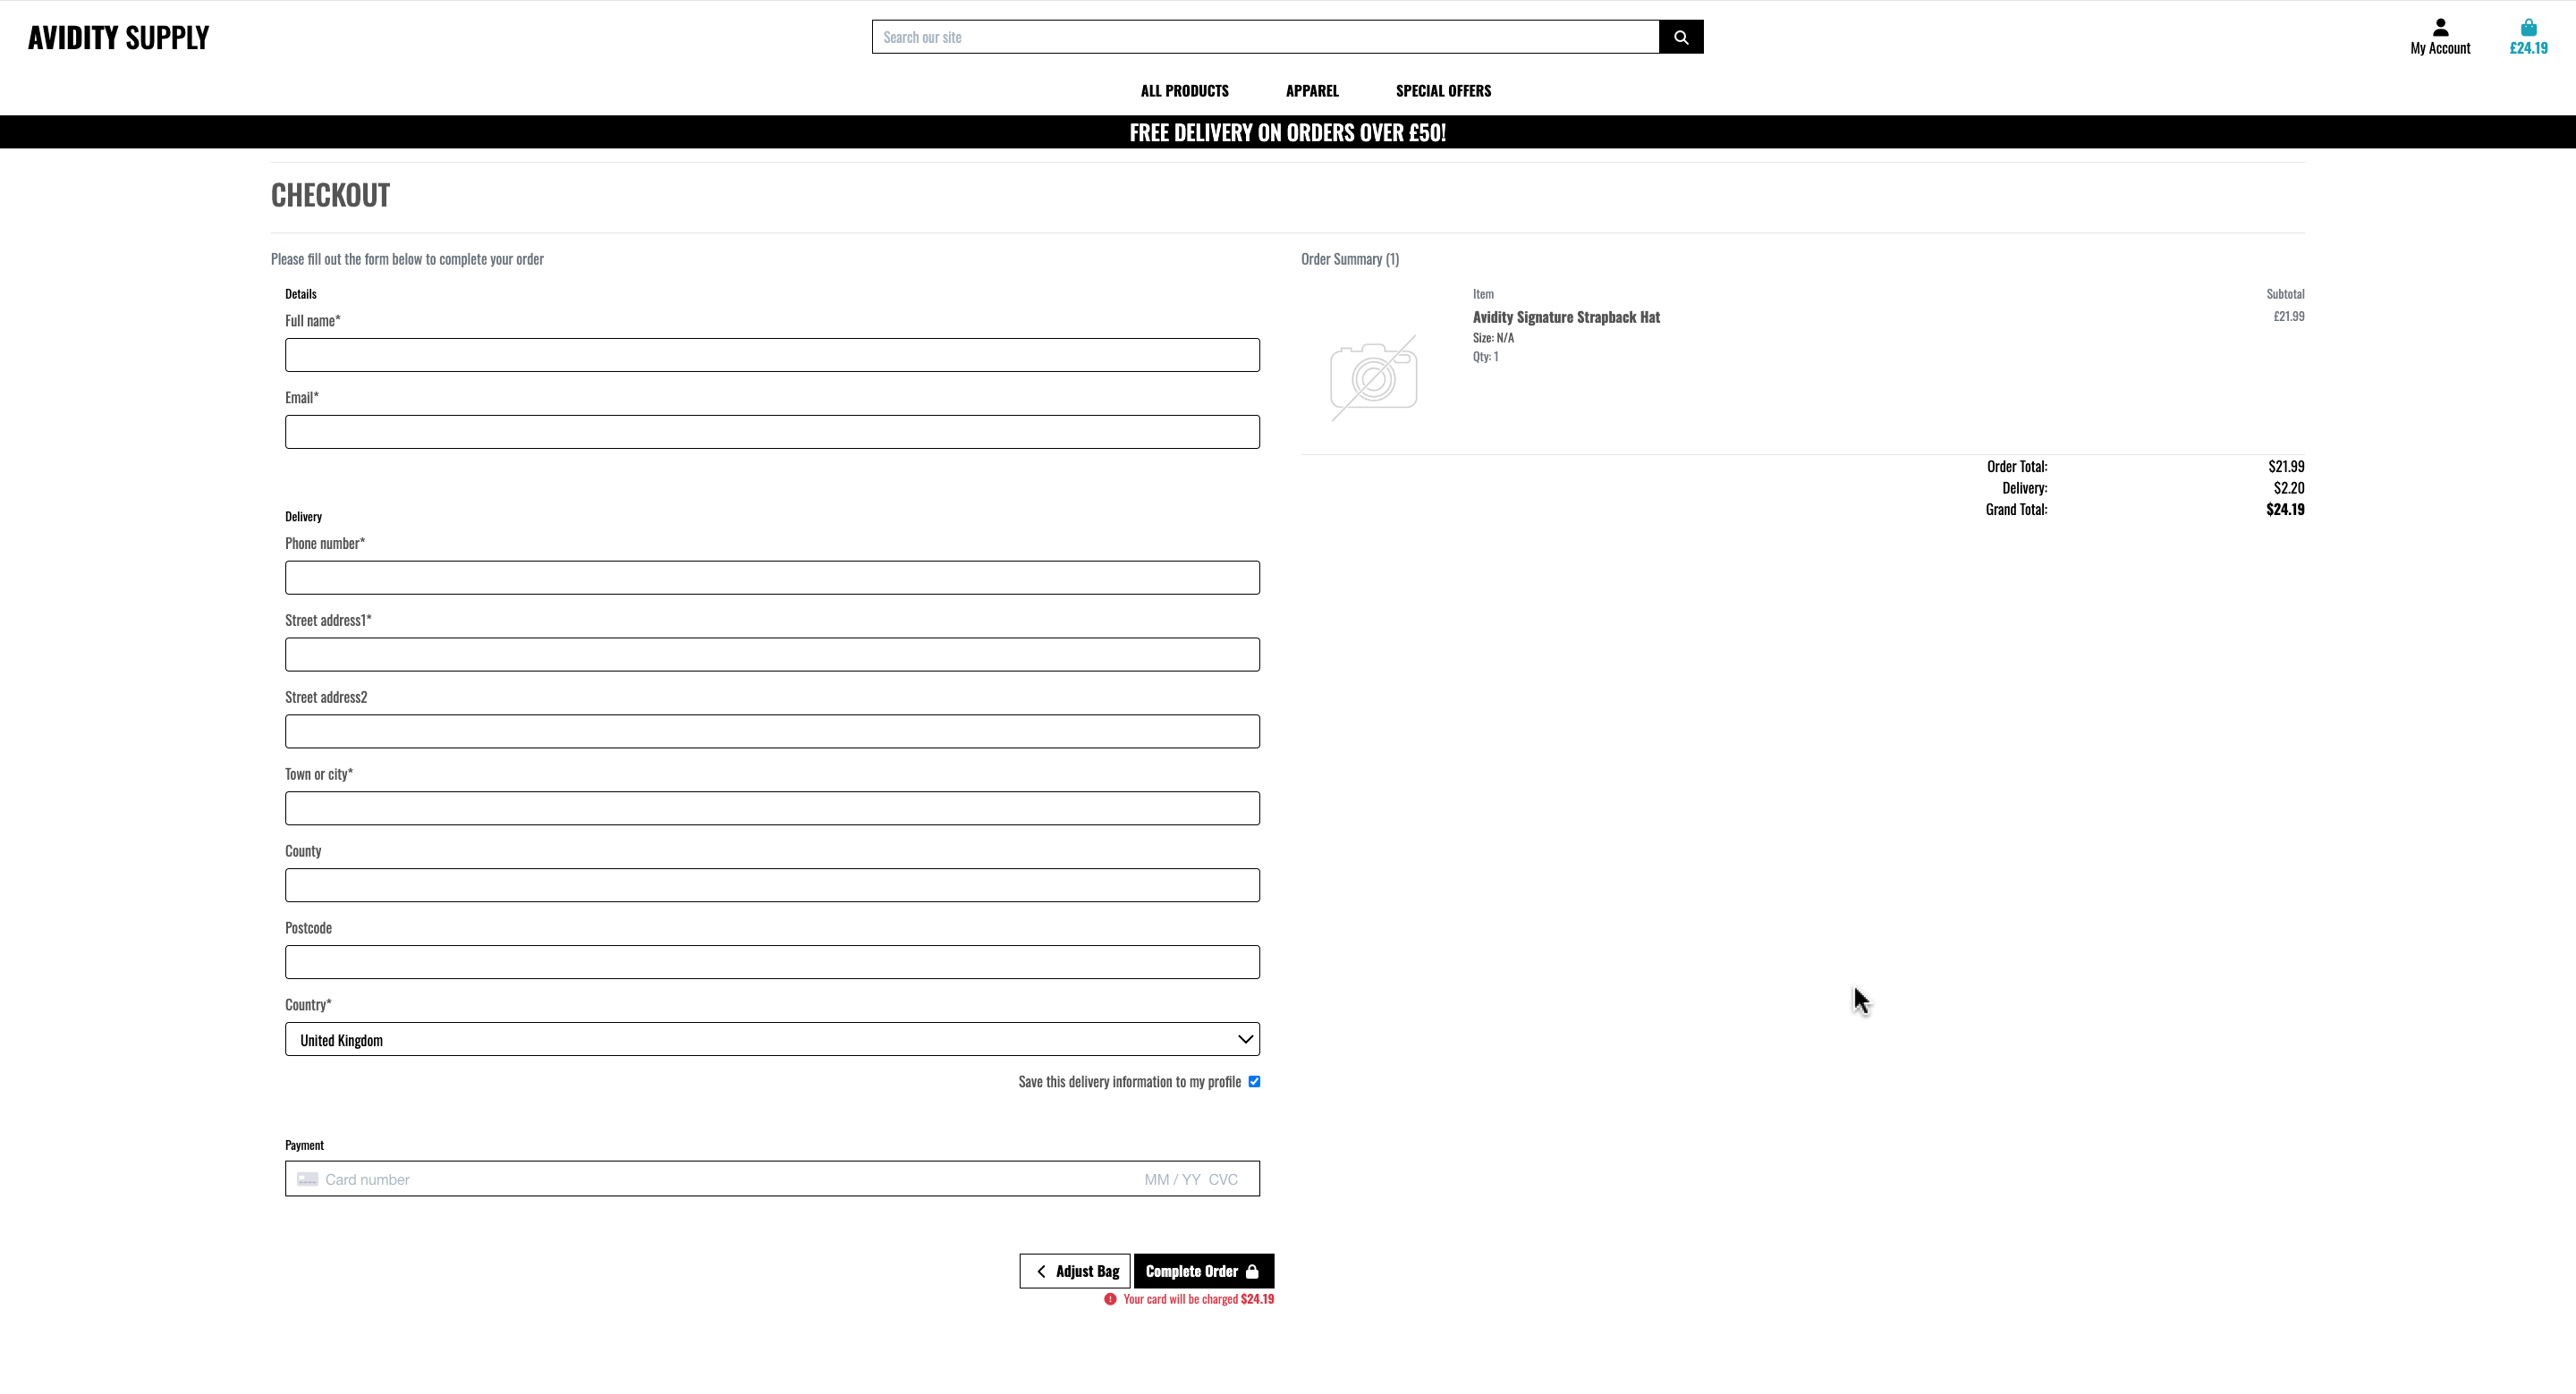 AVIDITY SUPPLY
Search our site
My Account
£24.19
ALL PRODUCTS
APPAREL
SPECIAL OFFERS
FREE DELIVERY ON ORDERS OVER £50!
CHECKOUT
Please fill out the form below to complete your order
Details
Full name*
Email*
Delivery
Phone number*
Street address1*
Street address2
Town or city*
County
Postcode
Country*
United Kingdom
Save this delivery information to my profile
Payment
Card number MM / YY CVC
Adjust Bag
Complete Order
Your card will be charged $24.19
Order Summary (1)
Item Subtotal
Avidity Signature Strapback Hat £21.99
Size: N/A
Qty: 1
Order Total: $21.99
Delivery: $2.20
Grand Total: $24.19